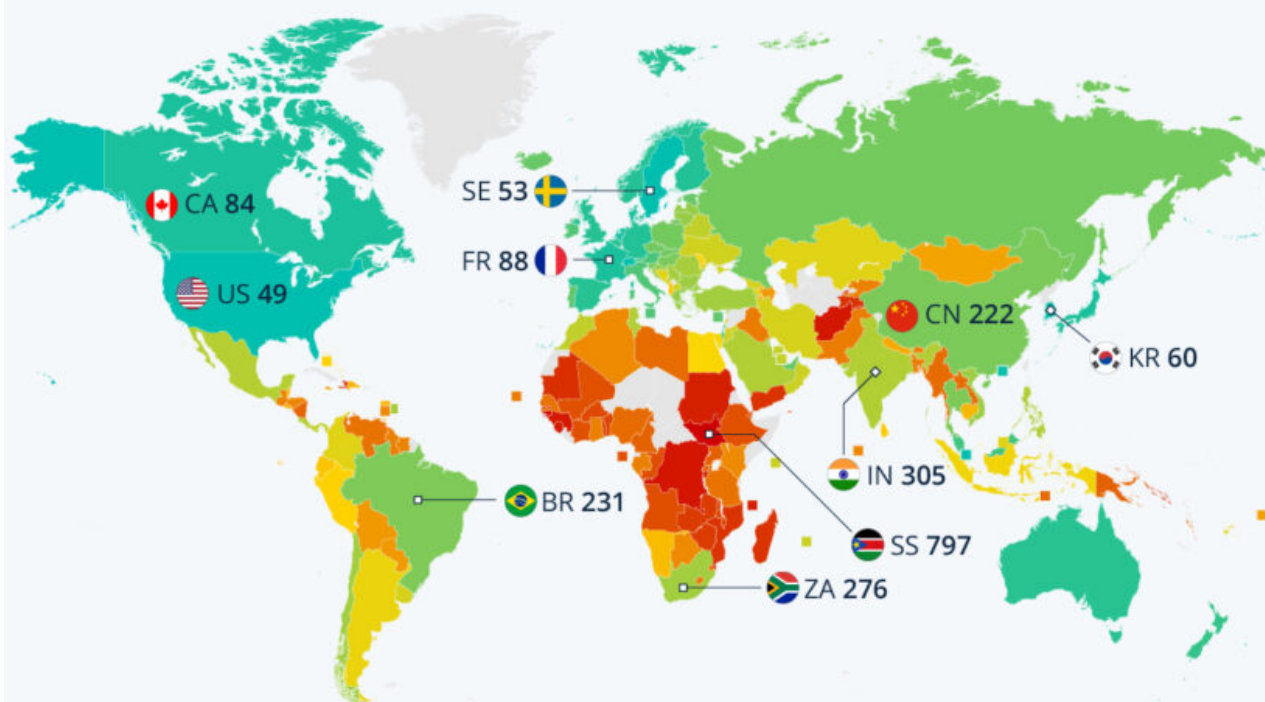 CA 84
SE 53
FR 88
US 49
CN 222
KR 60
IN 305
BR 231
SS 797
ZA 276